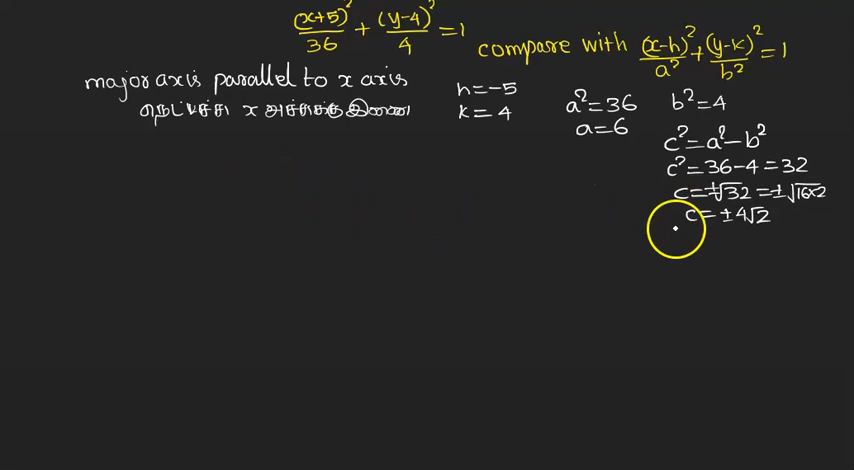 (x+5)²/36 + (y-4)²/4 = 1
compare with (x-h)²/a² + (y-k)²/b² = 1
major axis parallel to x axis
x
h = -5
k = 4
a² = 36
a = 6
b² = 4
c² = a² - b²
c² = 36 - 4 = 32
c = ±√32 = ±√16×2
c = ±4√2